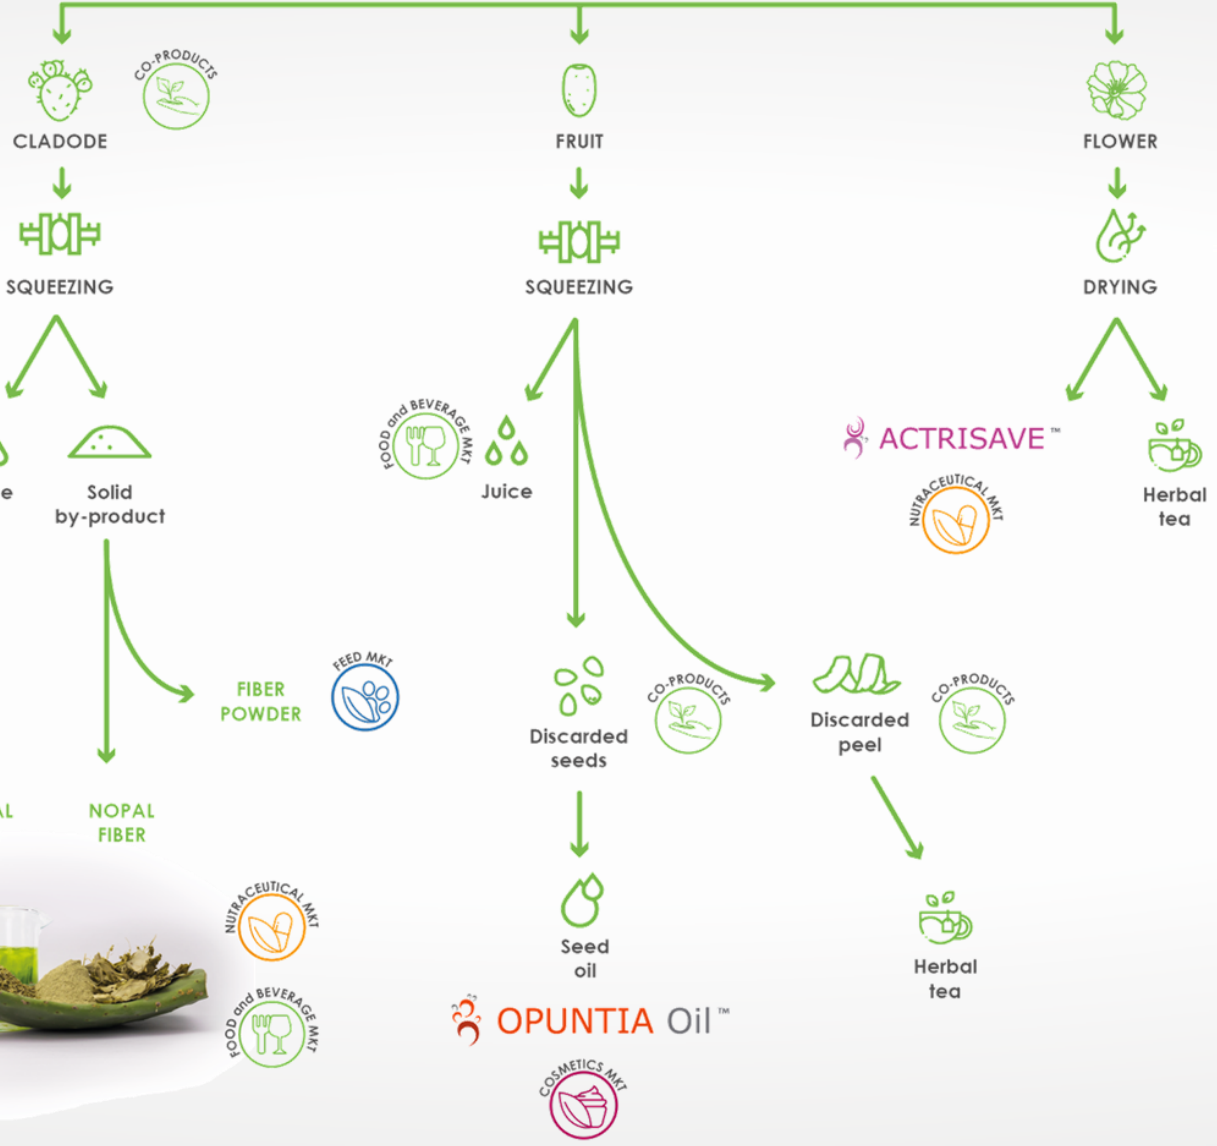 CO-PRODUCTS
CLADODE
FRUIT
FLOWER
SQUEEZING
SQUEEZING
DRYING
FOOD and BEVERAGE MKT
ACTRISAVE™
NUTRACEUTICAL MKT
Solid
by-product
Juice
Herbal
tea
FEED MKT
FIBER
POWDER
CO-PRODUCTS
CO-PRODUCTS
Discarded
seeds
Discarded
peel
NOPAL
FIBER
NUTRACEUTICAL MKT
Seed
oil
Herbal
tea
FOOD and BEVERAGE MKT
OPUNTIA Oil™
COSMETICS MKT